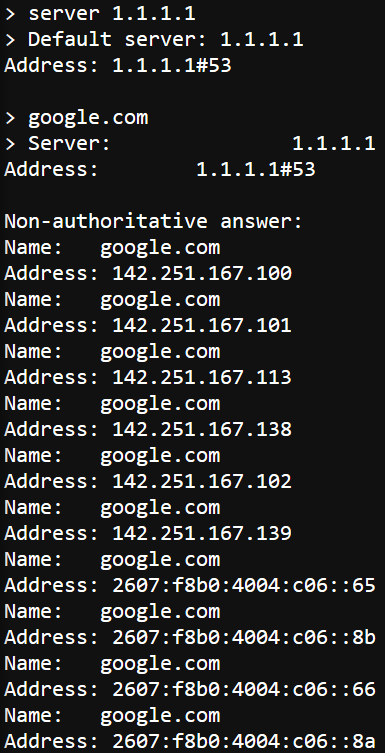 > server 1.1.1.1
> Default server: 1.1.1.1
Address: 1.1.1.1#53
> google.com
> Server: 1.1.1.1
Address: 1.1.1.1#53
Non-authoritative answer:
Name: google.com
Address: 142.251.167.100
Name: google.com
Address: 142.251.167.101
Name: google.com
Address: 142.251.167.113
Name: google.com
Address: 142.251.167.138
Name: google.com
Address: 142.251.167.102
Name: google.com
Address: 142.251.167.139
Name: google.com
Address: 2607:f8b0:4004:c06::65
Name: google.com
Address: 2607:f8b0:4004:c06::8b
Name: google.com
Address: 2607:f8b0:4004:c06::66
Name: google.com
Address: 2607:f8b0:4004:c06::8a